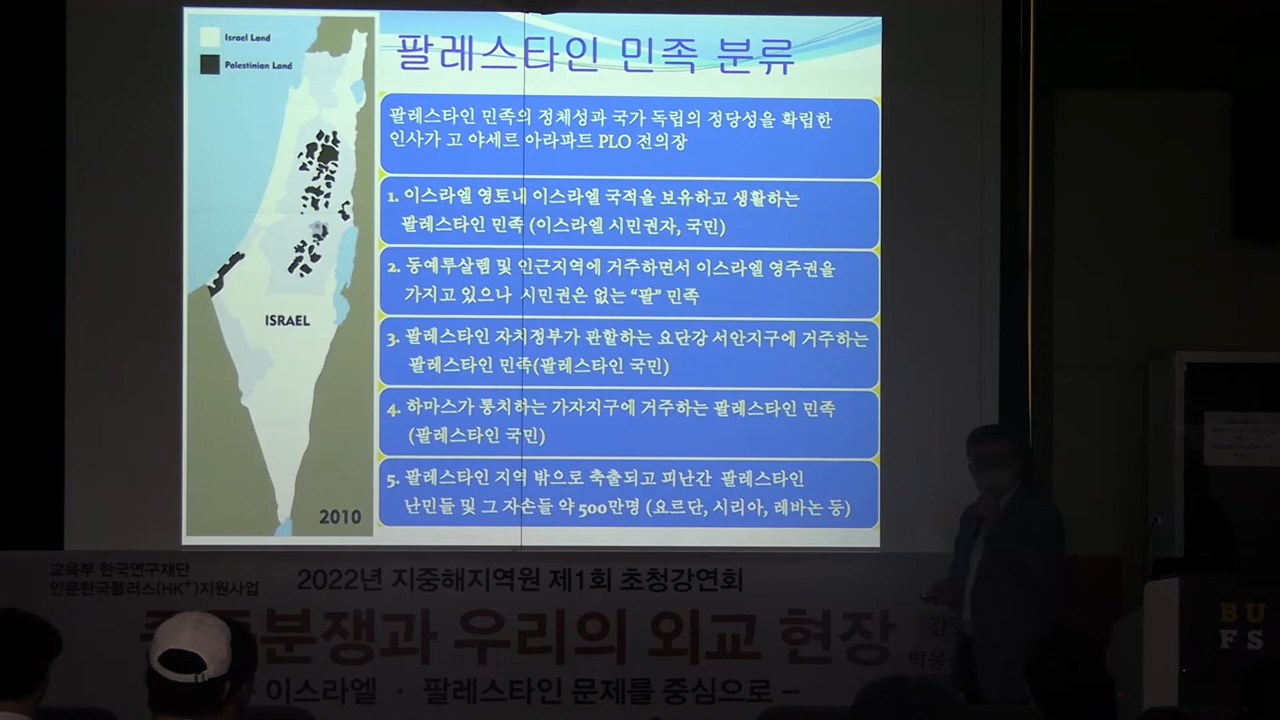 Israel Land
Palestinian Land
ISRAEL
2010
팔레스타인 민족 분류
팔레스타인 민족의 정체성과 국가 독립의 정당성을 확립한
인사가 고 야세르 아라파트 PLO 전의장
1. 이스라엘 영토내 이스라엘 국적을 보유하고 생활하는
팔레스타인 민족 (이스라엘 시민권자, 국민)
2. 동예루살렘 및 인근지역에 거주하면서 이스라엘 영주권을
가지고 있으나 시민권은 없는 “팔” 민족
3. 팔레스타인 자치정부가 관할하는 요단강 서안지구에 거주하는
팔레스타인 민족(팔레스타인 국민)
4. 하마스가 통치하는 가자지구에 거주하는 팔레스타인 민족
(팔레스타인 국민)
5. 팔레스타인 지역 밖으로 축출되고 피난간 팔레스타인
난민들 및 그 자손들 약 500만명 (요르단, 시리아, 레바논 등)
교육부 한국연구재단
인문한국플러스(HK+)지원사업
2022년 지중해지역원 제1회 초청강연회
분쟁과 우리의 외교 현장
이스라엘 · 팔레스타인 문제를 중심으로 –
강
BU
FS